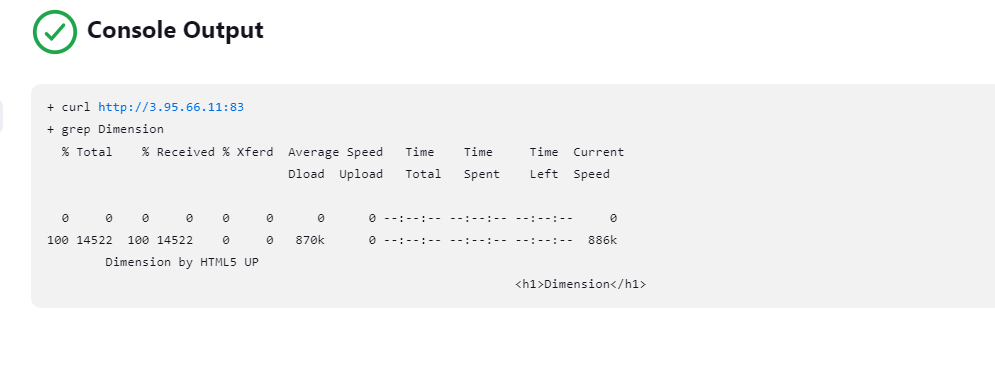 Console Output
+ curl http://3.95.66.11:83
+ grep Dimension
  % Total    % Received % Xferd  Average Speed   Time    Time     Time  Current
                                 Dload  Upload   Total   Spent    Left  Speed
  0     0    0     0    0     0      0      0 --:--:-- --:--:-- --:--:--     0
100 14522  100 14522    0     0   870k      0 --:--:-- --:--:-- --:--:--  886k
        Dimension by HTML5 UP
                                                                <h1>Dimension</h1>